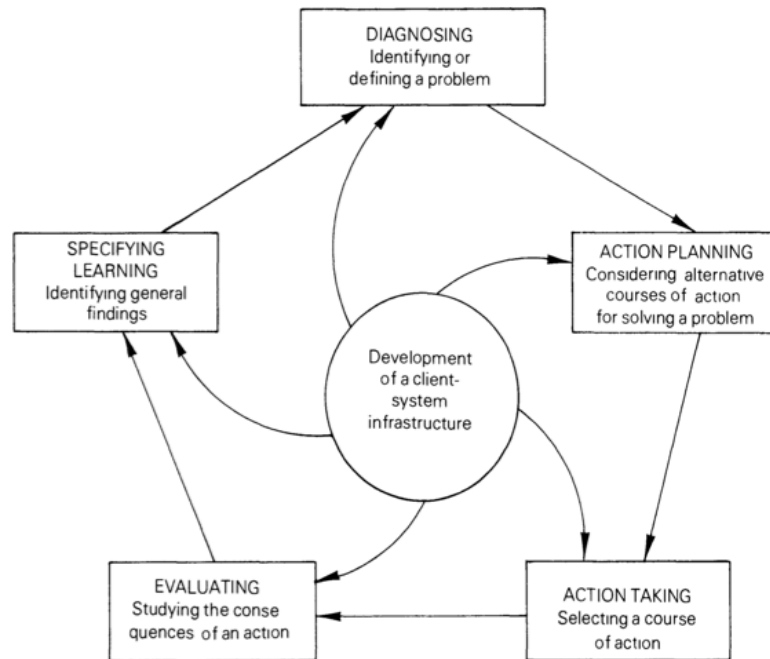 DIAGNOSING
Identifying or
defining a problem
SPECIFYING
LEARNING
Identifying general
findings
ACTION PLANNING
Considering alternative
courses of action
for solving a problem
Development
of a client-
system
infrastructure
EVALUATING
Studying the conse
quences of an action
ACTION TAKING
Selecting a course
of action